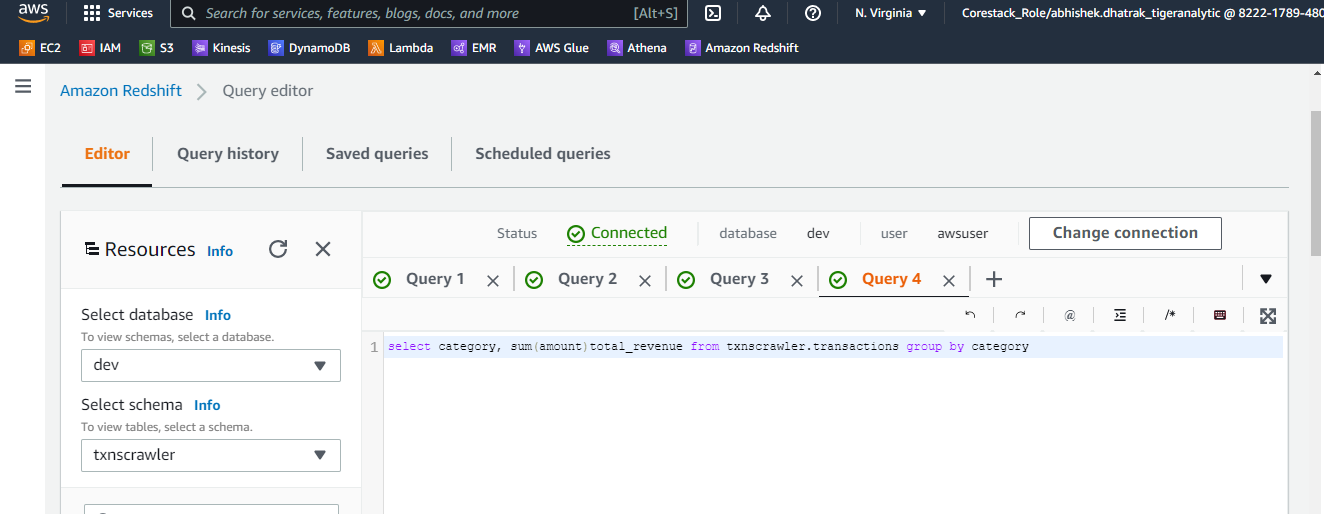 aws
Services
Search for services, features, blogs, docs, and more
[Alt+S]
N. Virginia
Corestack_Role/abhishek.dhatrak_tigeranalytic @ 8222-1789-480
EC2
IAM
S3
Kinesis
DynamoDB
Lambda
EMR
AWS Glue
Athena
Amazon Redshift
Amazon Redshift
Query editor
Editor
Query history
Saved queries
Scheduled queries
Resources
Info
Status
Connected
database
dev
user
awsuser
Change connection
Query 1
Query 2
Query 3
Query 4
@
/*
Select database
Info
To view schemas, select a database.
dev
Select schema
Info
To view tables, select a schema.
txnscrawler
1
select category, sum(amount)total_revenue from txnscrawler.transactions group by category